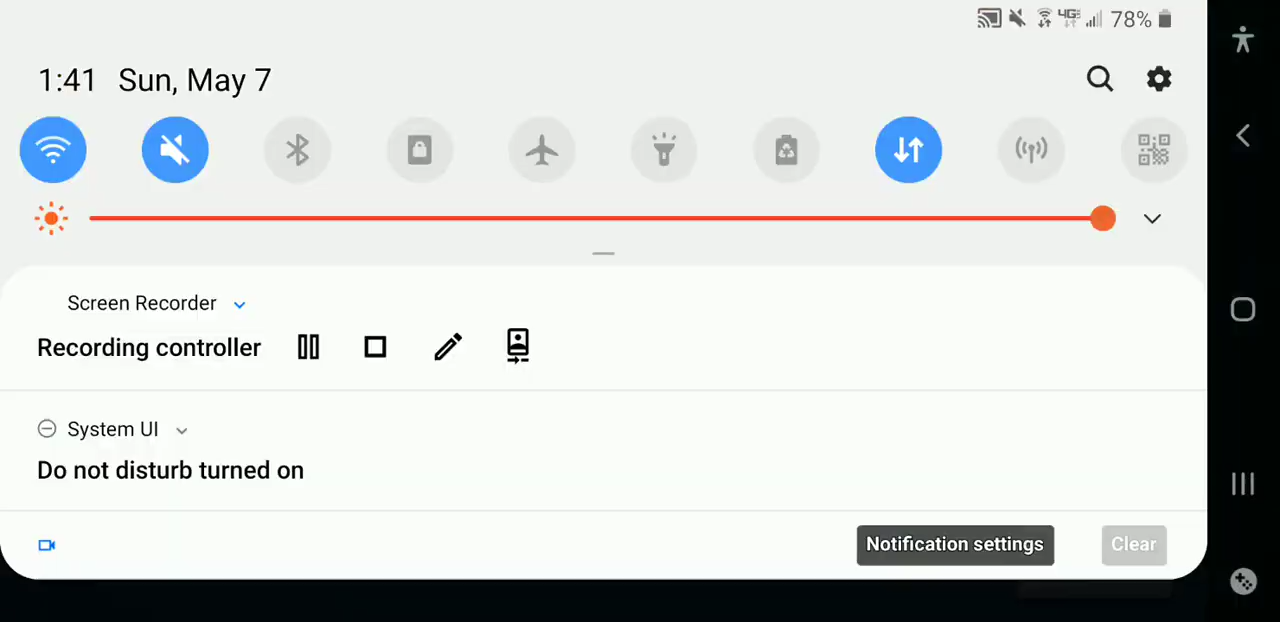 4G 78%
1:41 Sun, May 7
Screen Recorder
Recording controller
System UI
Do not disturb turned on
Notification settings Clear